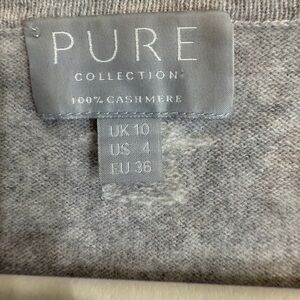 PURE
COLLECTION
100% CASHMERE
UK 10
US 4
EU 36